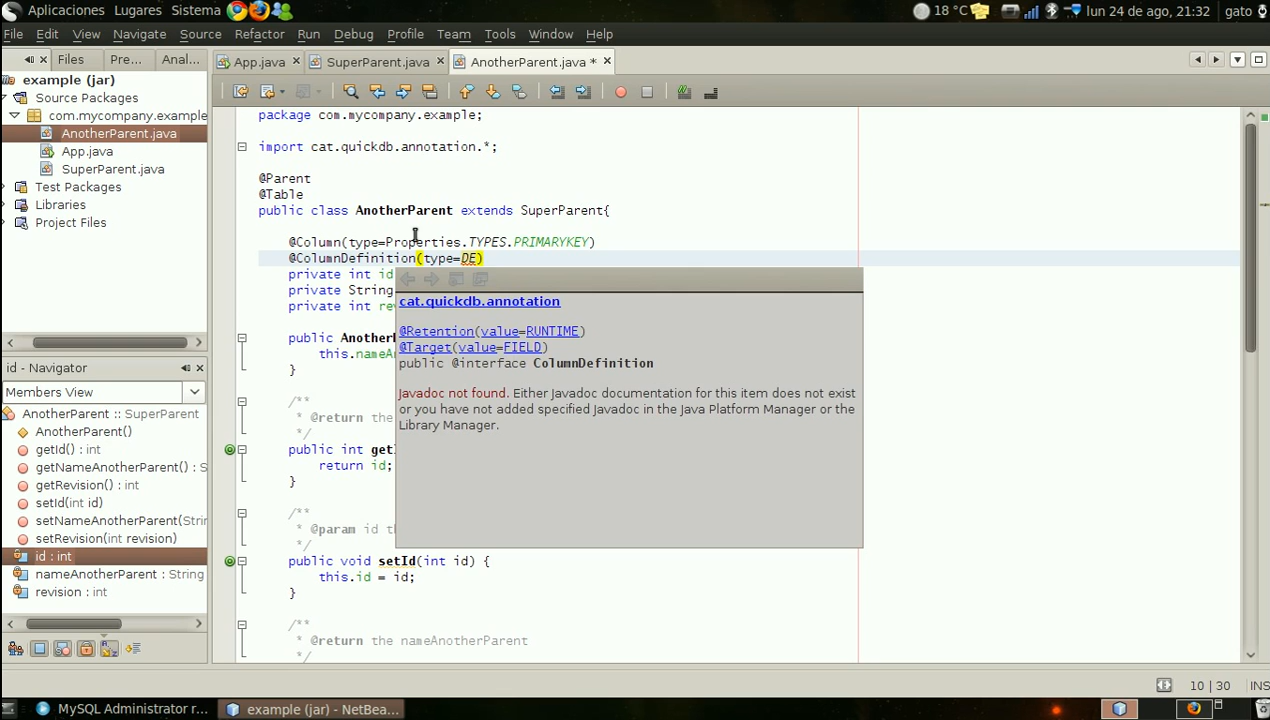 Aplicaciones Lugares Sistema 18 °C lun 24 de ago, 21:32 gato
File Edit View Navigate Source Refactor Run Debug Profile Team Tools Window Help
Files Pre... Anal... App.java SuperParent.java AnotherParent.java *
example (jar)
Source Packages
com.mycompany.example
AnotherParent.java
App.java
SuperParent.java
Test Packages
Libraries
Project Files
id - Navigator
Members View
AnotherParent :: SuperParent
AnotherParent()
getId() : int
getNameAnotherParent() : S
getRevision() : int
setId(int id)
setNameAnotherParent(Strin
setRevision(int revision)
id : int
nameAnotherParent : String
revision : int
package com.mycompany.example;
import cat.quickdb.annotation.*;
@Parent
@Table
public class AnotherParent extends SuperParent{
@Column(type=Properties.TYPES.PRIMARYKEY)
@ColumnDefinition(type=DE)
private int id
private String
private int re
public Another
this.nameAn
}
/**
* @return the
*/
public int getI
return id;
}
/**
* @param id th
*/
public void setId(int id) {
this.id = id;
}
/**
* @return the nameAnotherParent
*/
cat.quickdb.annotation
@Retention(value=RUNTIME)
@Target(value=FIELD)
public @interface ColumnDefinition
Javadoc not found. Either Javadoc documentation for this item does not exist
or you have not added specified Javadoc in the Java Platform Manager or the
Library Manager.
10 | 30 INS
MySQL Administrator r... example (jar) - NetBea...